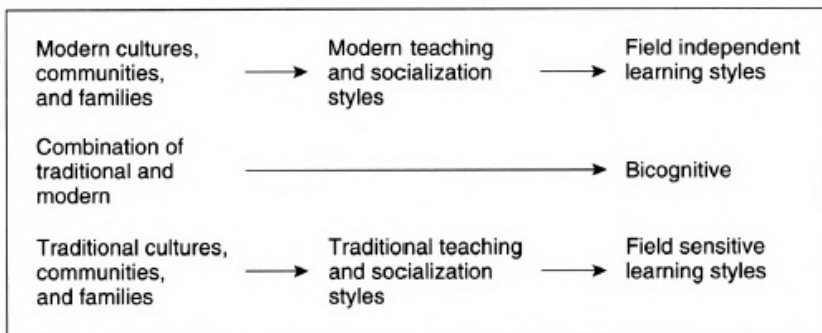 Modern cultures,
communities,
and families
Modern teaching
and socialization
styles
Field independent
learning styles
Combination of
traditional and
modern
Bicognitive
Traditional cultures,
communities,
and families
Traditional teaching
and socialization
styles
Field sensitive
learning styles